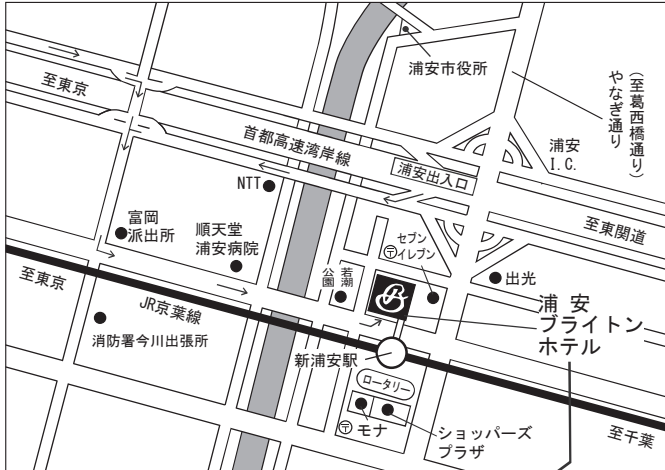 浦安市役所
(至葛西橋通り)
やなぎ通り
至東京
首都高速湾岸線
浦安出入口
浦安
I.C.
NTT
至東関道
富岡
派出所
順天堂
浦安病院
〒
セブン
イレブン
若潮
公園
B
出光
至東京
JR京葉線
浦安
ブライトン
ホテル
消防署今川出張所
新浦安駅
ロータリー
〒
モナ
ショッパーズ
プラザ
至千葉